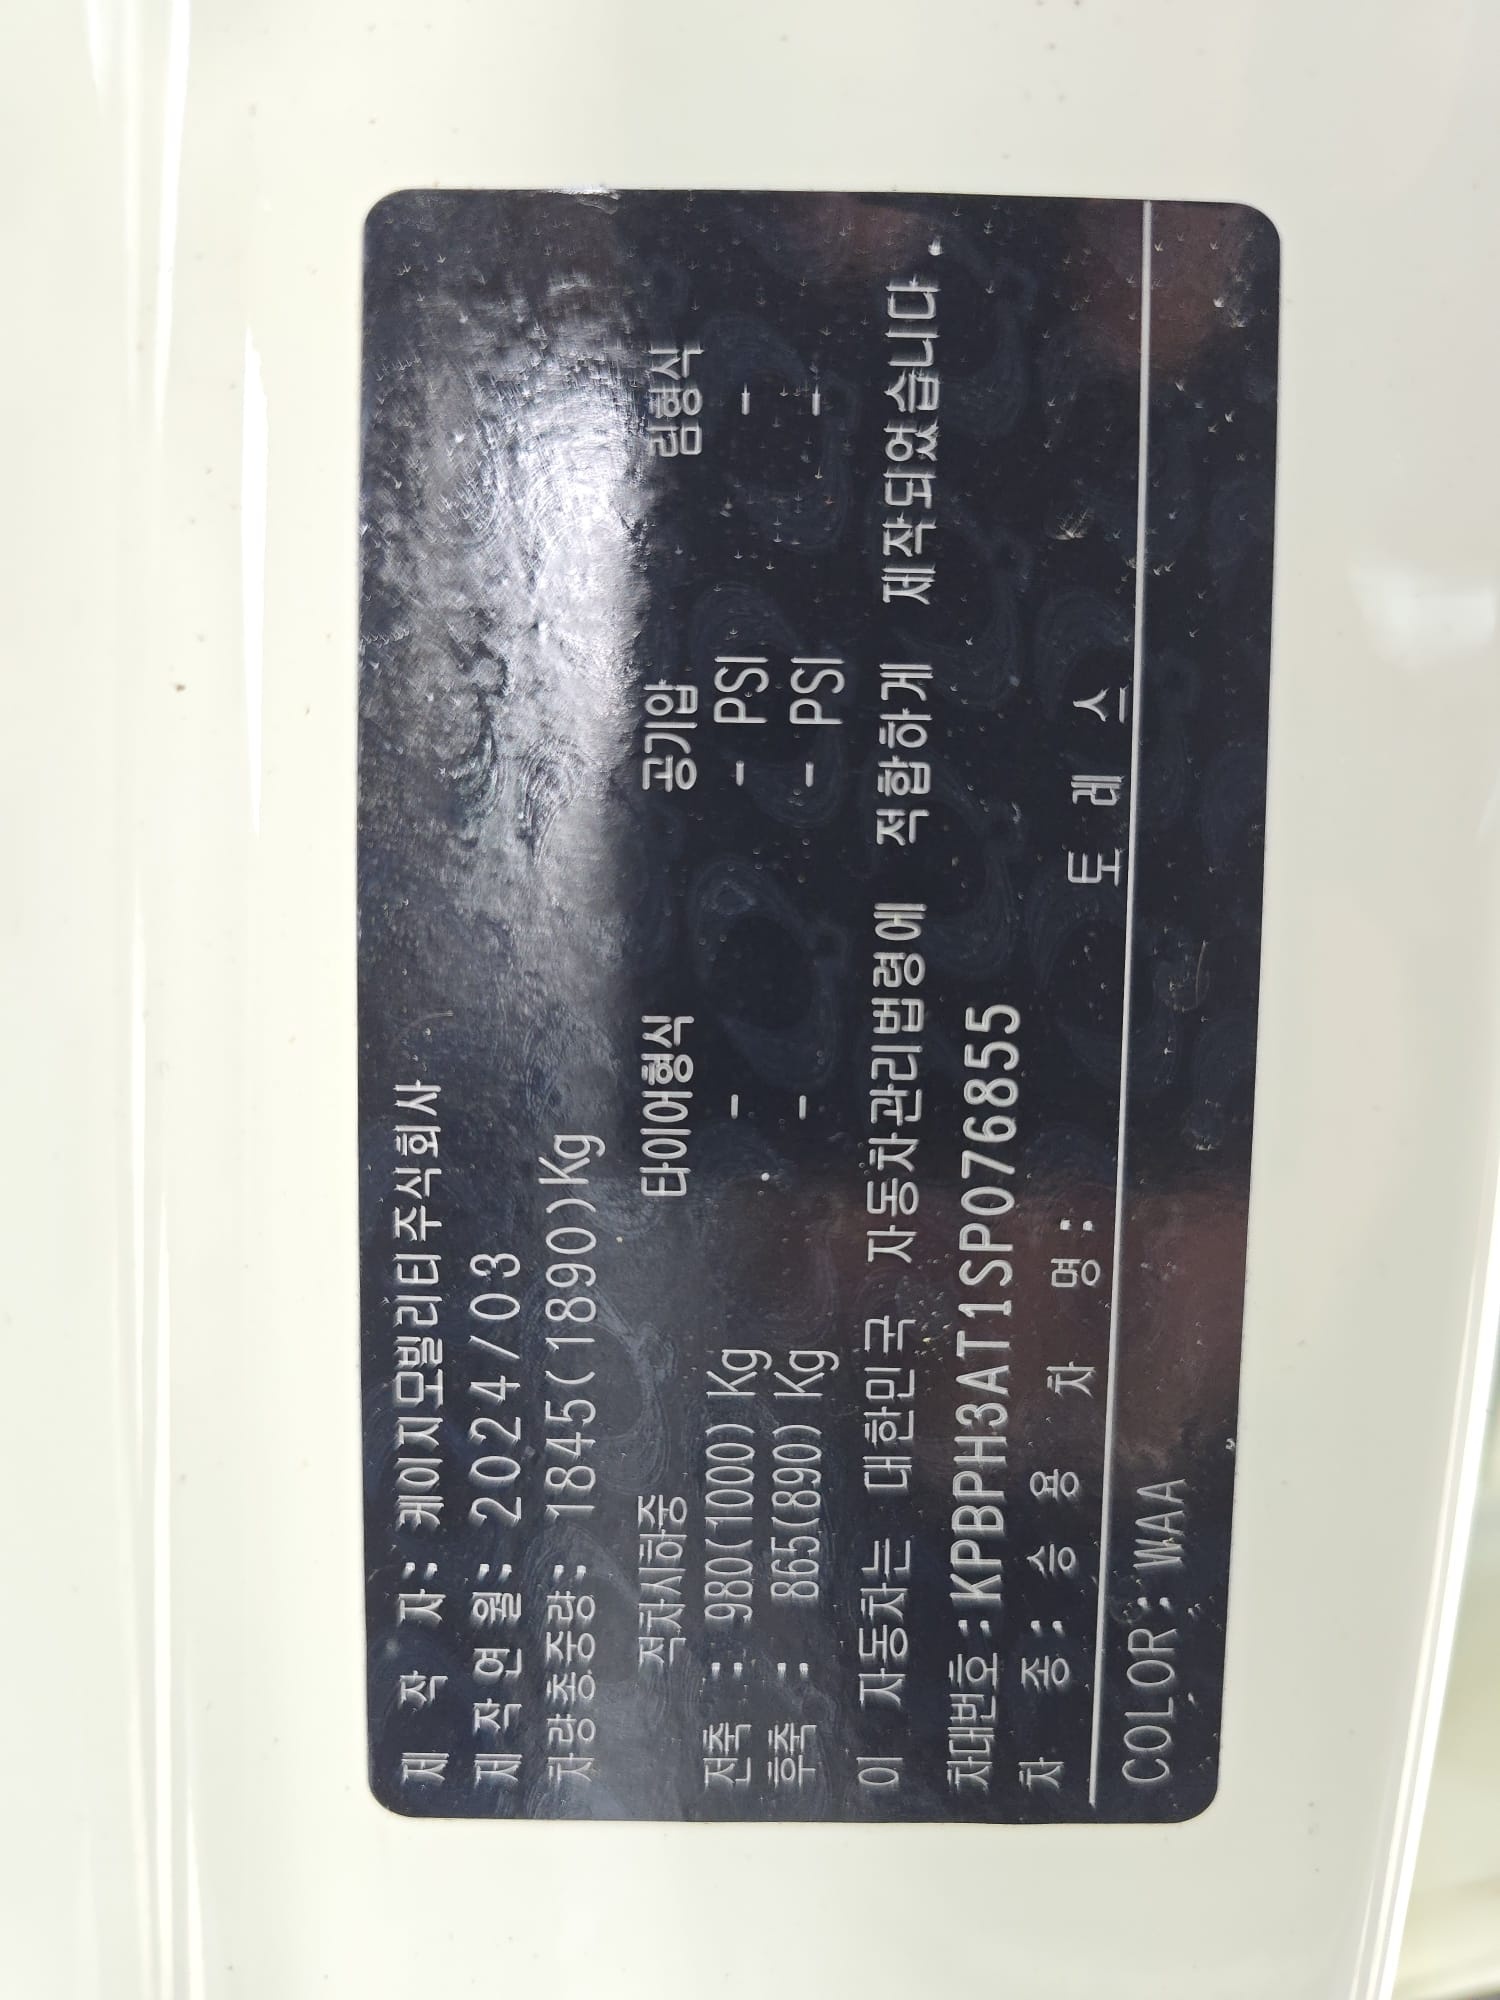 제 작 자: 케이지모빌리티주식회사
제 작 연 월: 2024/03
차량총중량: 1845(1890)Kg
적차시하중 타이어형식 공기압 림형식
전축 : 980(1000) Kg - - PSI -
후축 : 865(890) Kg - - PSI -
이 자동차는 대한민국 자동차관리법령에 적합하게 제작되었습니다.
차대번호:KPBPH3AT1SP076855
차 종: 승 용 차 명: 토 레 스
COLOR: WAA